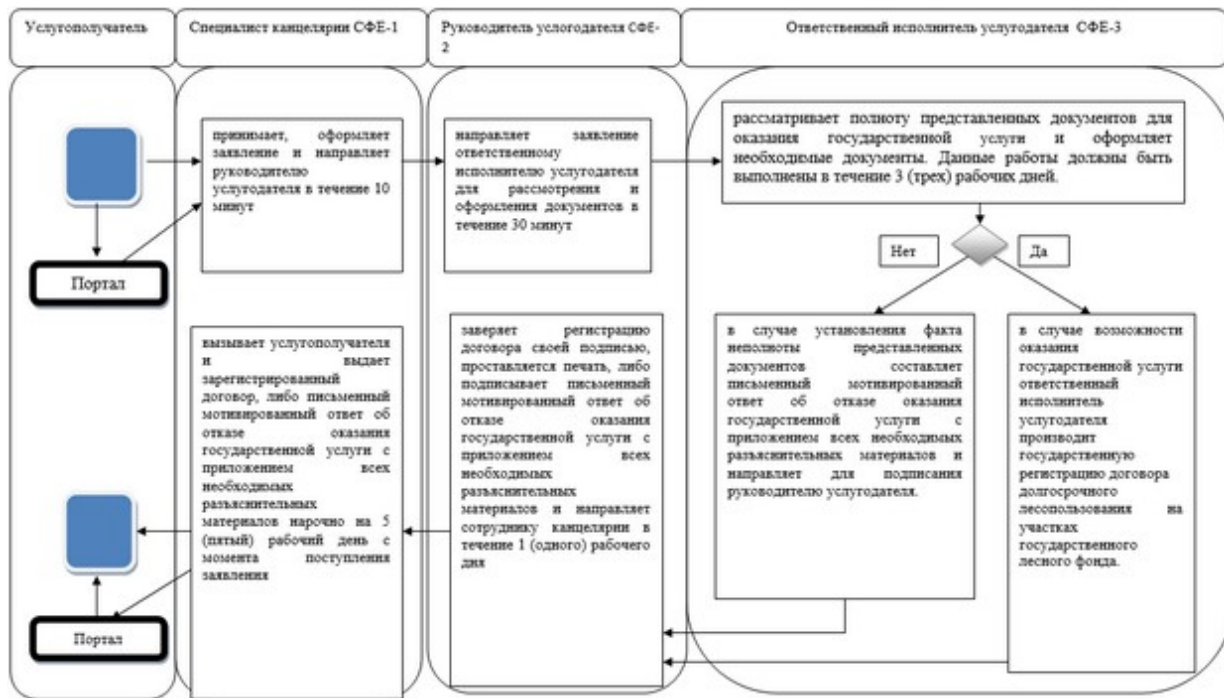 Услугополучатель
Специалист канцелярии СФЕ-1
Руководитель услогодателя СФЕ-
2
Ответственный исполнитель услугодателя СФЕ-3
принимает, оформляет
заявление и направляет
руководителю
услугодателя в течение 10
минут
направляет заявление
ответственному
исполнителю услугодателя
для рассмотрения и
оформления документов в
течение 30 минут
рассматривает полноту представленных документов для
оказания государственной услуги и оформляет
необходимые документы. Данные работы должны быть
выполнены в течение 3 (трех) рабочих дней.
Портал
Нет
Да
вызывает услугополучателя
и выдает
зарегистрированный
договор, либо письменный
мотивированный ответ об
отказе оказания
государственной услуги с
приложением всех
необходимых
разъяснительных
материалов нарочно на 5
(пятый) рабочий день с
момента поступления
заявления
заверяет регистрацию
договора своей подписью,
проставляется печать, либо
подписывает письменный
мотивированный ответ об
отказе оказания
государственной услуги с
приложением всех
необходимых
разъяснительных
материалов и направляет
сотруднику канцелярии в
течение 1 (одного) рабочего
дня
в случае установления факта
неполноты представленных
документов составляет
письменный мотивированный
ответ об отказе оказания
государственной услуги с
приложением всех необходимых
разъяснительных материалов и
направляет для подписания
руководителю услугодателя.
в случае возможности
оказания
государственной услуги
ответственный
исполнитель
услугодателя
производит
государственную
регистрацию договора
долгосрочного
лесопользования на
участках
государственного
лесного фонда.
Портал